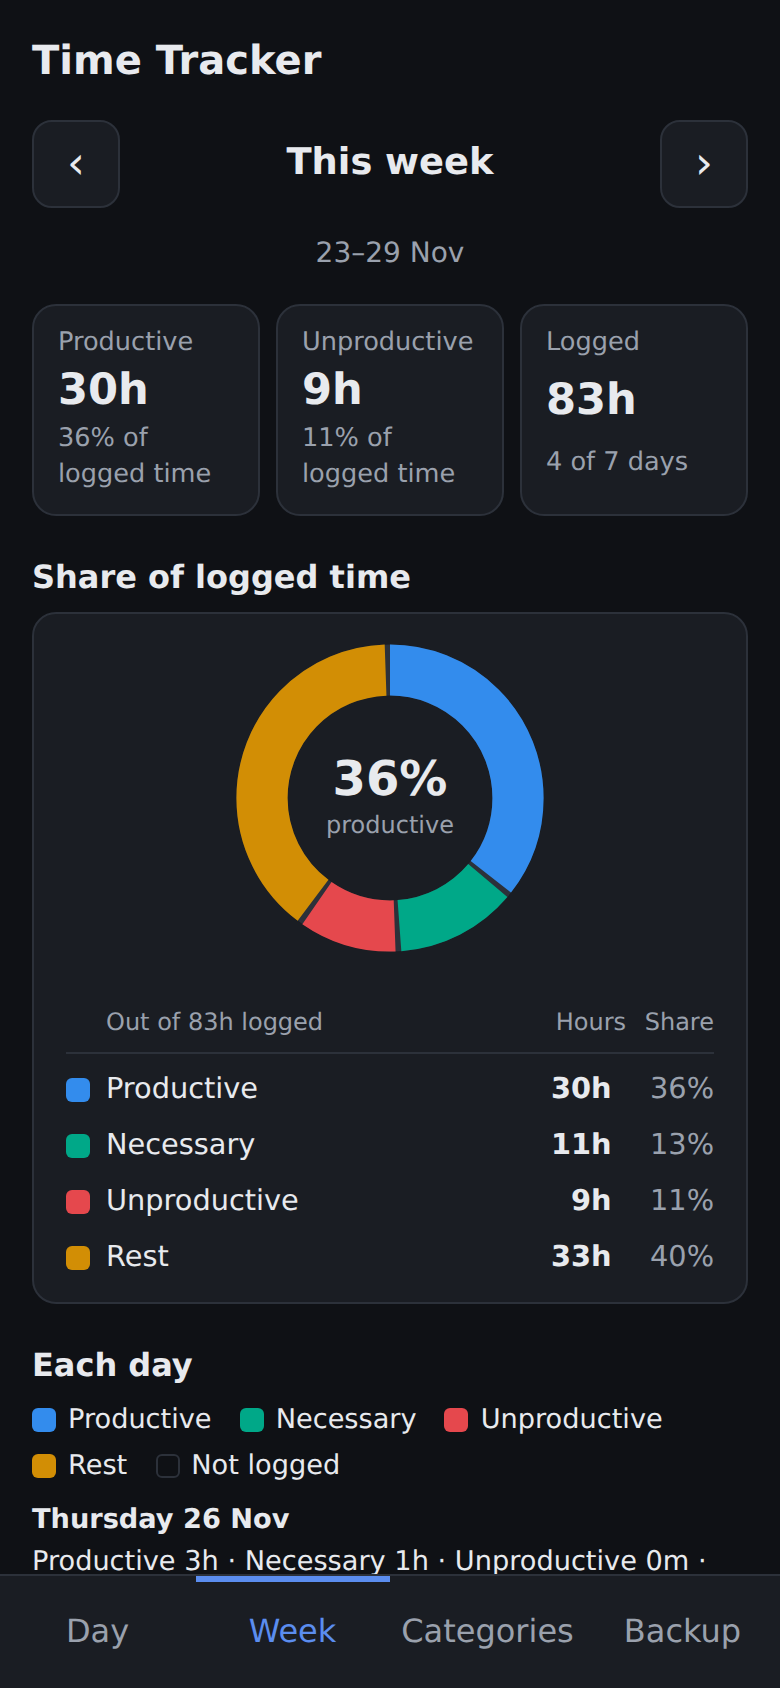 Time Tracker
‹ This week ›
23–29 Nov
Productive Unproductive Logged
30h 9h 83h
36% of 11% of 4 of 7 days
logged time logged time
Share of logged time
36%
productive
Out of 83h logged Hours Share
Productive 30h 36%
Necessary 11h 13%
Unproductive 9h 11%
Rest 33h 40%
Each day
Productive Necessary Unproductive
Rest Not logged
Thursday 26 Nov
Productive 3h · Necessary 1h · Unproductive 0m ·
Day Week Categories Backup